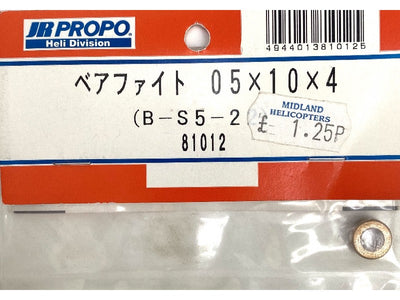 JR PROPO
Heli Division
4944013810125
ベアファイト 05×10×4
(B-S5-2
MIDLAND
HELICOPTERS
£ 1.25P
81012